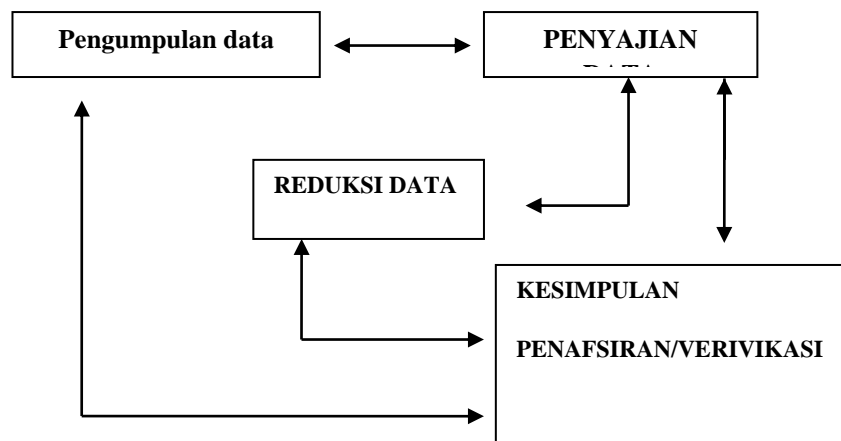 Pengumpulan data
PENYAJIAN
REDUKSI DATA
KESIMPULAN
PENAFSIRAN/VERIVIKASI